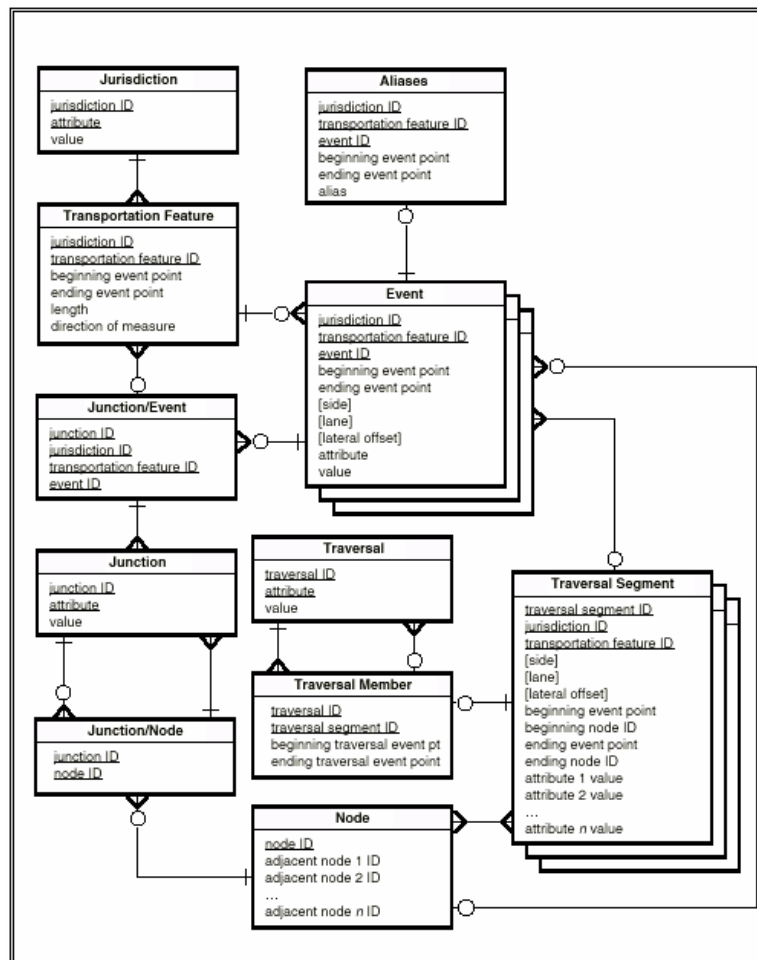 Jurisdiction
jurisdiction ID
attribute
value
Aliases
jurisdiction ID
transportation feature ID
event ID
beginning event point
ending event point
alias
Transportation Feature
jurisdiction ID
transportation feature ID
beginning event point
ending event point
length
direction of measure
Event
jurisdiction ID
transportation feature ID
event ID
beginning event point
ending event point
[side]
[lane]
[lateral offset]
attribute
value
Junction/Event
junction ID
jurisdiction ID
transportation feature ID
event ID
Junction
junction ID
attribute
value
Traversal
traversal ID
attribute
value
Traversal Segment
traversal segment ID
jurisdiction ID
transportation feature ID
[side]
[lane]
[lateral offset]
beginning event point
beginning node ID
ending event point
ending node ID
attribute 1 value
attribute 2 value
...
attribute n value
Traversal Member
traversal ID
traversal segment ID
beginning traversal event pt
ending traversal event point
Junction/Node
junction ID
node ID
Node
node ID
adjacent node 1 ID
adjacent node 2 ID
...
adjacent node n ID